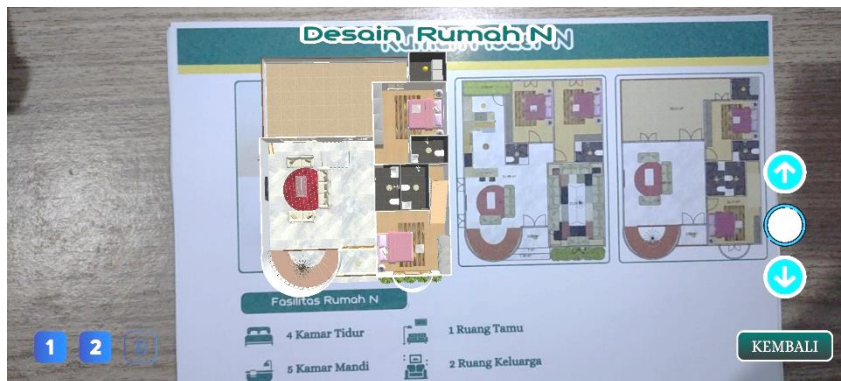 Desain Rumah N
Fasilitas Rumah N
4 Kamar Tidur
1 Ruang Tamu
5 Kamar Mandi
2 Ruang Keluarga
1
2
KEMBALI